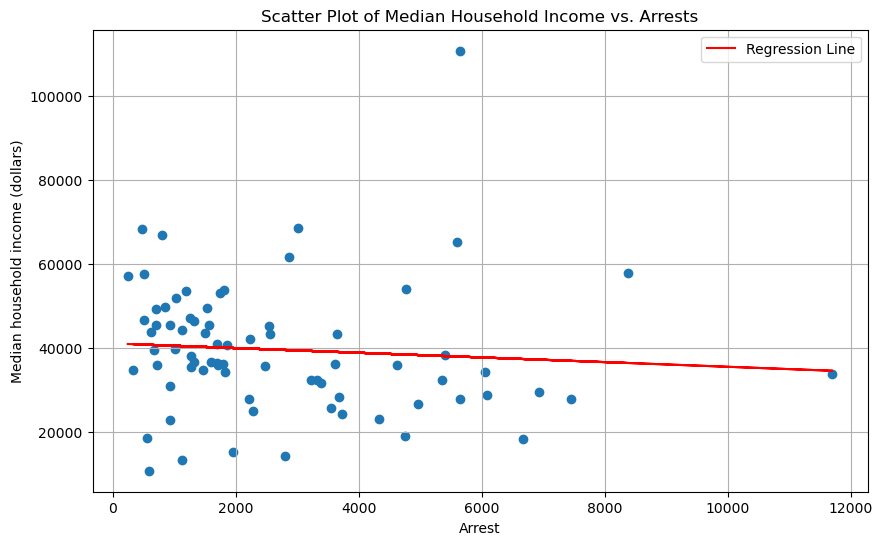 Scatter Plot of Median Household Income vs. Arrests
Regression Line
Median household income (dollars)
100000
80000
60000
40000
20000
0 2000 4000 6000 8000 10000 12000
Arrest